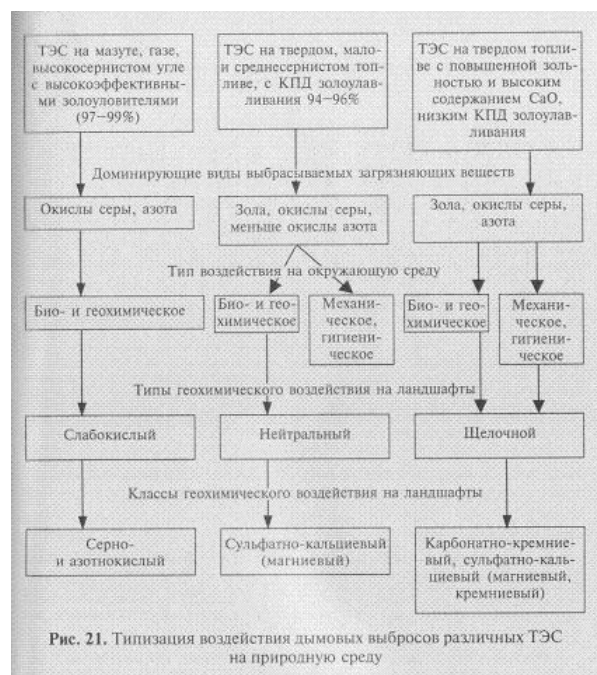 ТЭС на мазуте, газе,
высокосернистом угле
с высокоэффективны-
ми золоуловителями
(97—99%)
ТЭС на твердом, мало-
и среднесернистом топ-
ливе, с КПД золоулав-
ливания 94—96%
ТЭС на твердом топли-
ве с повышенной золь-
ностью и высоким
содержанием CaO,
низким КПД золоулав-
ливания
Доминирующие виды выбрасываемых загрязняющих веществ
Окислы серы, азота
Зола, окислы серы,
меньше окислы азота
Зола, окислы серы,
азота
Тип воздействия на окружающую среду
Био- и геохимическое
Био- и гео-
химическое
Механи-
ческое,
гигиени-
ческое
Био- и гео-
химическое
Механи-
ческое,
гигиени-
ческое
Типы геохимического воздействия на ландшафты
Слабокислый
Нейтральный
Щелочной
Классы геохимического воздействия на ландшафты
Серно-
и азотнокислый
Сульфатно-кальциевый
(магниевый)
Карбонатно-кремние-
вый, сульфатно-каль-
циевый (магниевый,
кремниевый)
Рис. 21. Типизация воздействия дымовых выбросов различных ТЭС
на природную среду